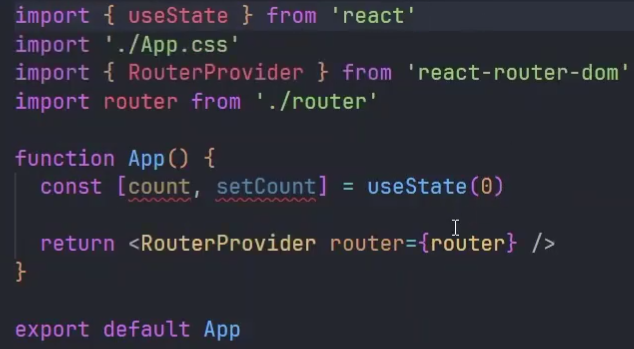 import { useState } from 'react'
import './App.css'
import { RouterProvider } from 'react-router-dom'
import router from './router'
function App() {
const [count, setCount] = useState(0)
return <RouterProvider router={router} />
}
export default App